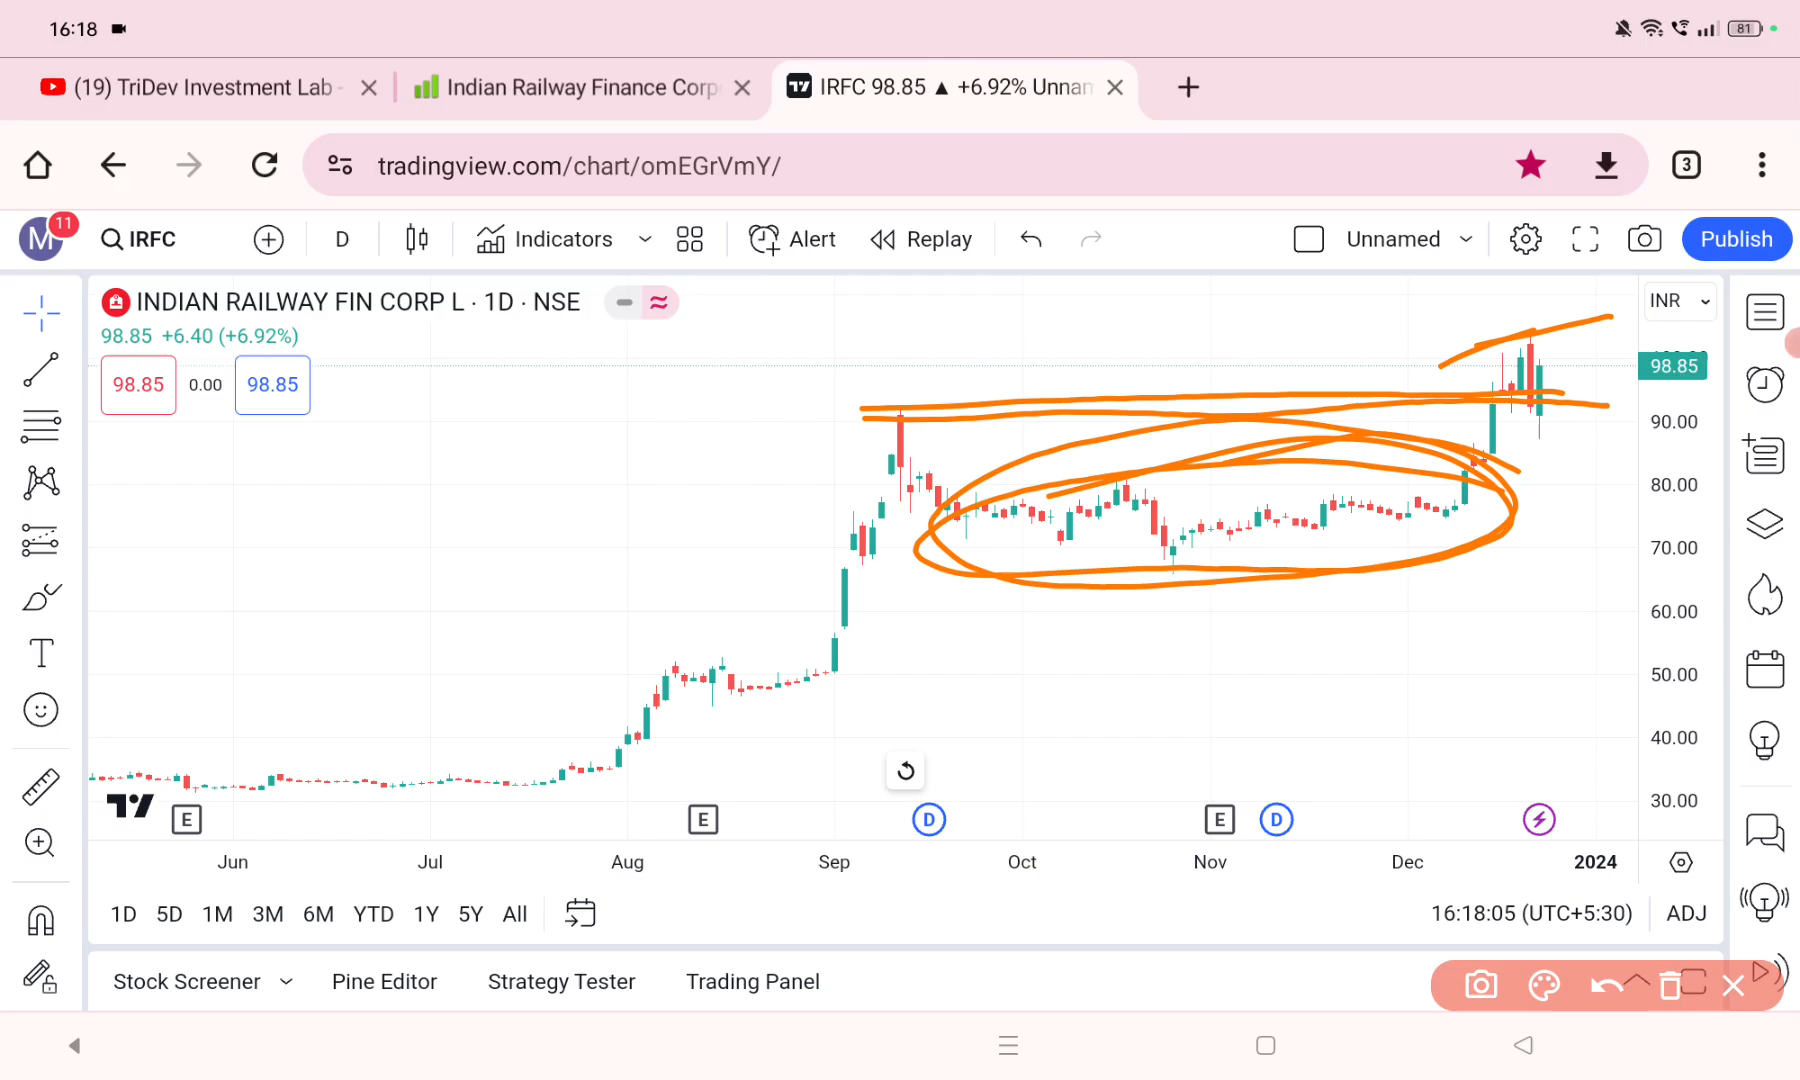 16:18
81
(19) TriDev Investment Lab -
Indian Railway Finance Corp
IRFC 98.85 ▲ +6.92% Unnan
tradingview.com/chart/omEGrVmY/
3
M
11
IRFC
D
Indicators
Alert
Replay
Unnamed
Publish
INDIAN RAILWAY FIN CORP L · 1D · NSE
INR
98.85 +6.40 (+6.92%)
98.85
0.00
98.85
98.85
90.00
80.00
70.00
60.00
50.00
40.00
30.00
E
E
D
E
D
Jun
Jul
Aug
Sep
Oct
Nov
Dec
2024
1D 5D 1M 3M 6M YTD 1Y 5Y All
16:18:05 (UTC+5:30)
ADJ
Stock Screener
Pine Editor
Strategy Tester
Trading Panel